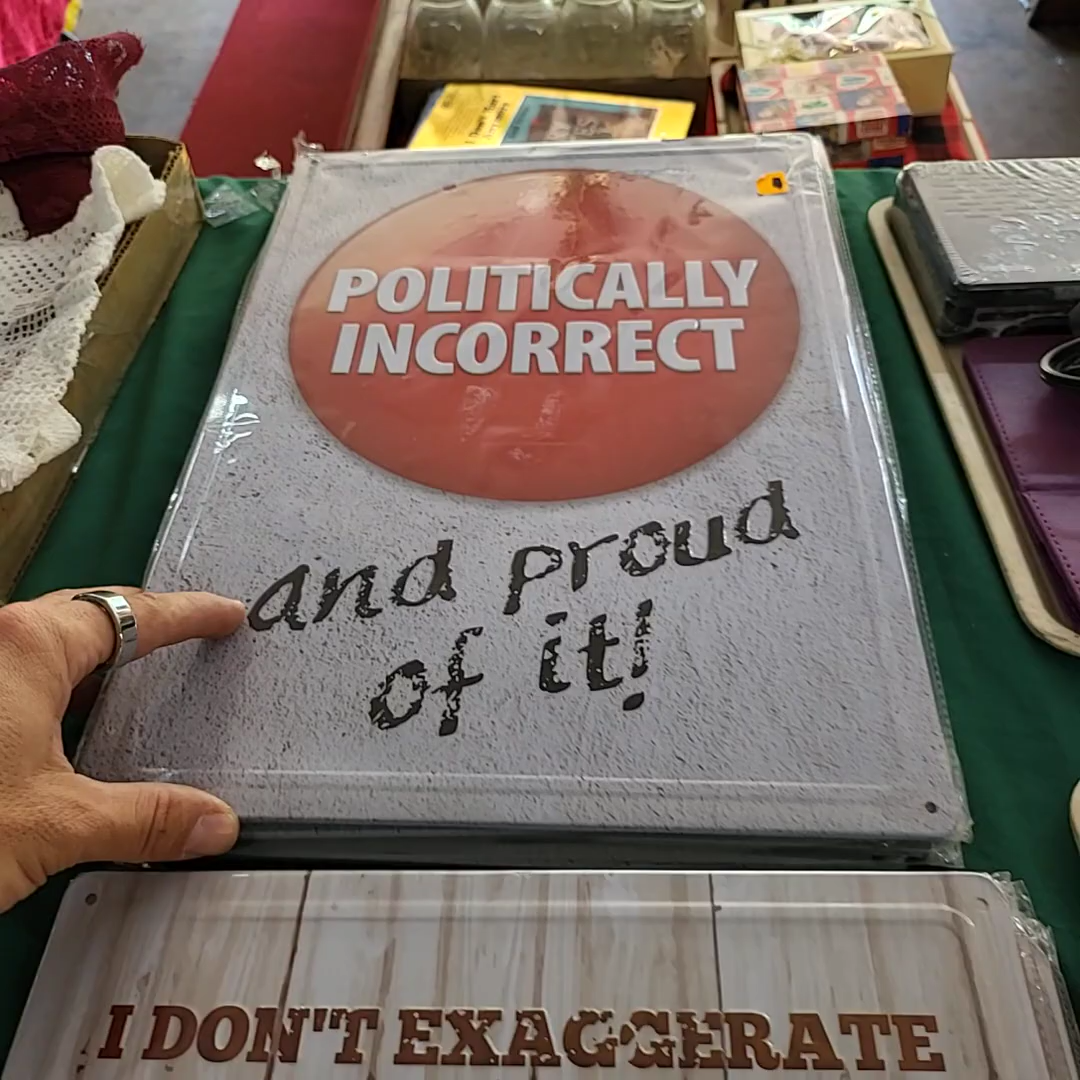 POLITICALLY
INCORRECT
and proud
of it!
I DON'T EXAGGERATE